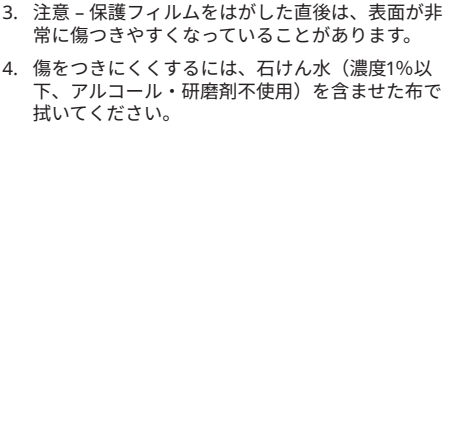 3. 注意 – 保護フィルムをはがした直後は、表面が非
常に傷つきやすくなっていることがあります。
4. 傷をつきにくくするには、石けん水（濃度1%以
下、アルコール・研磨剤不使用）を含ませた布で
拭いてください。